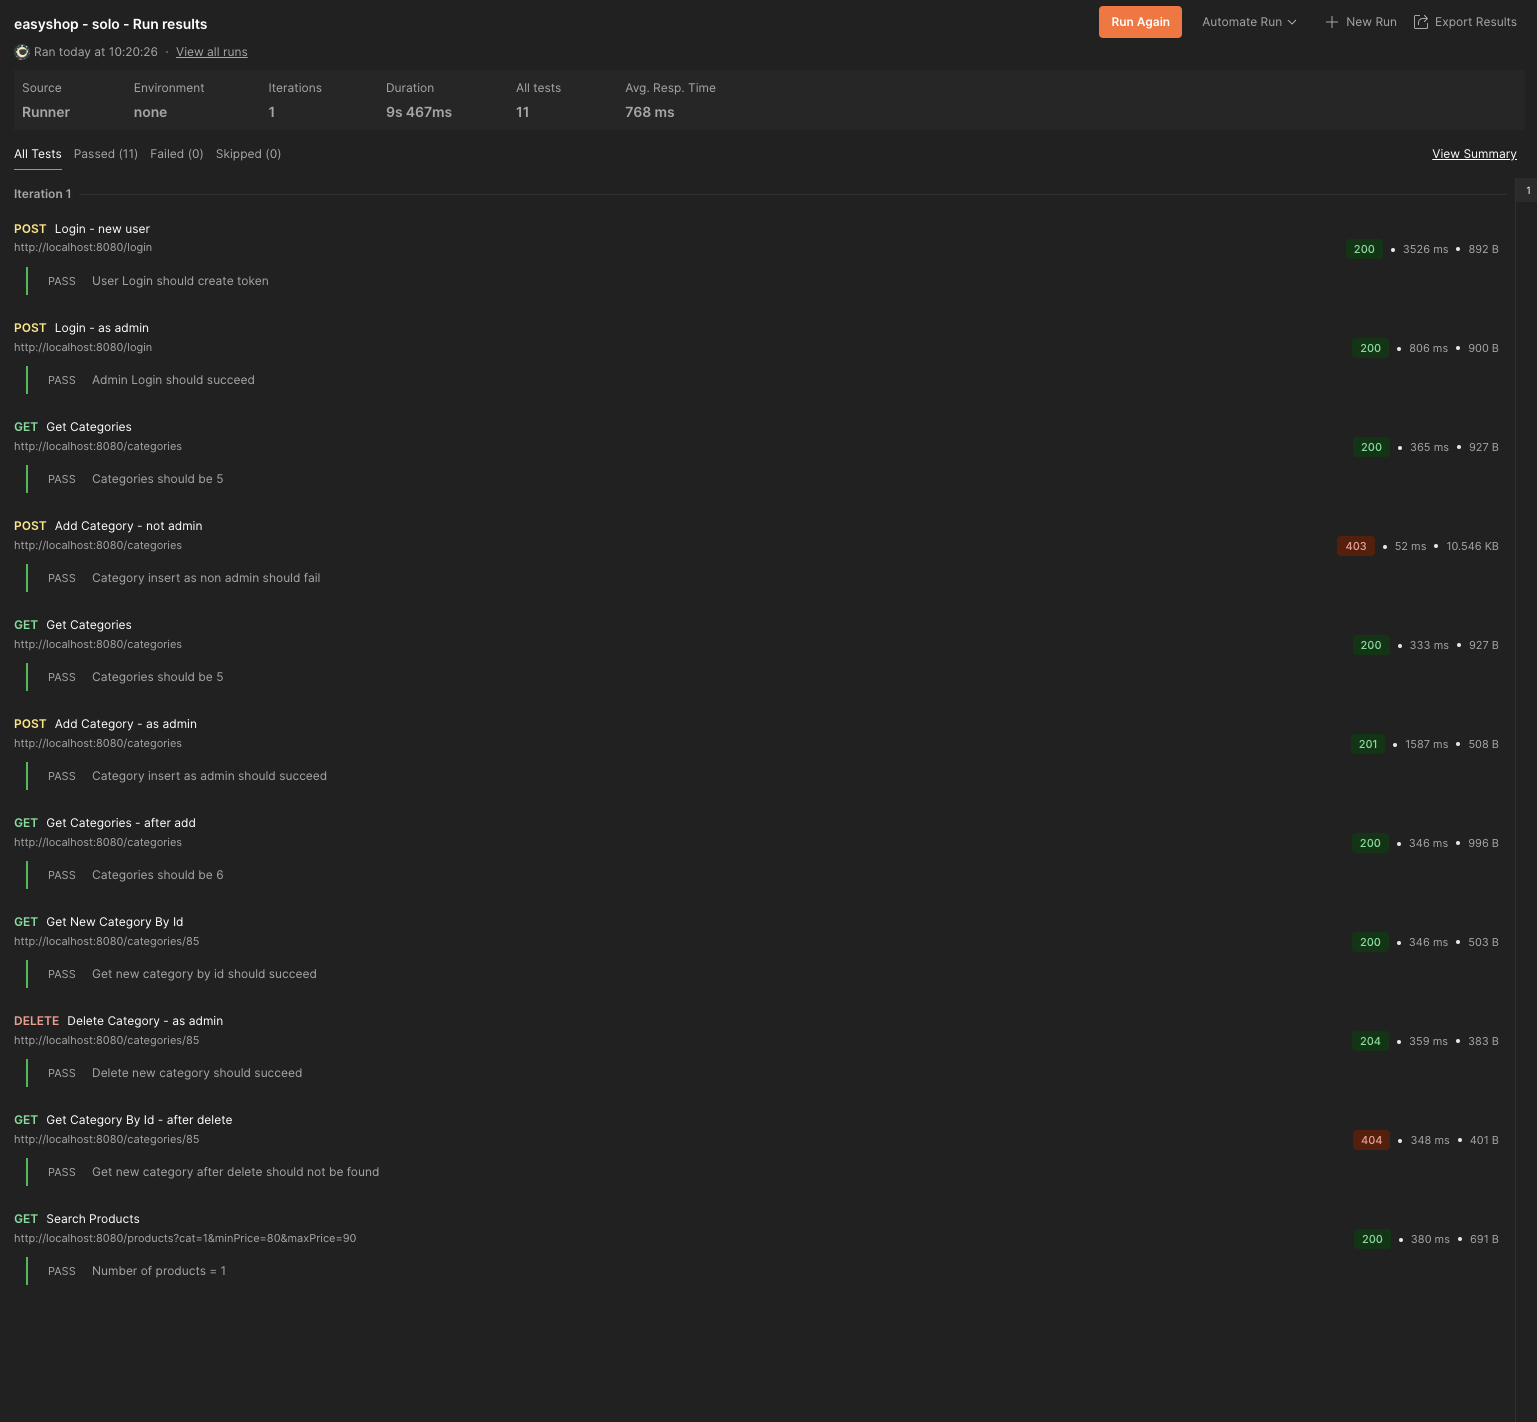 easyshop - solo - Run results
Run Again
Automate Run
New Run
Export Results
Ran today at 10:20:26 · View all runs
Source Environment Iterations Duration All tests Avg. Resp. Time
Runner none 1 9s 467ms 11 768 ms
All Tests Passed (11) Failed (0) Skipped (0) View Summary
Iteration 1
1
POST Login - new user
http://localhost:8080/login
200 • 3526 ms • 892 B
PASS User Login should create token
POST Login - as admin
http://localhost:8080/login
200 • 806 ms • 900 B
PASS Admin Login should succeed
GET Get Categories
http://localhost:8080/categories
200 • 365 ms • 927 B
PASS Categories should be 5
POST Add Category - not admin
http://localhost:8080/categories
403 • 52 ms • 10.546 KB
PASS Category insert as non admin should fail
GET Get Categories
http://localhost:8080/categories
200 • 333 ms • 927 B
PASS Categories should be 5
POST Add Category - as admin
http://localhost:8080/categories
201 • 1587 ms • 508 B
PASS Category insert as admin should succeed
GET Get Categories - after add
http://localhost:8080/categories
200 • 346 ms • 996 B
PASS Categories should be 6
GET Get New Category By Id
http://localhost:8080/categories/85
200 • 346 ms • 503 B
PASS Get new category by id should succeed
DELETE Delete Category - as admin
http://localhost:8080/categories/85
204 • 359 ms • 383 B
PASS Delete new category should succeed
GET Get Category By Id - after delete
http://localhost:8080/categories/85
404 • 348 ms • 401 B
PASS Get new category after delete should not be found
GET Search Products
http://localhost:8080/products?cat=1&minPrice=80&maxPrice=90
200 • 380 ms • 691 B
PASS Number of products = 1